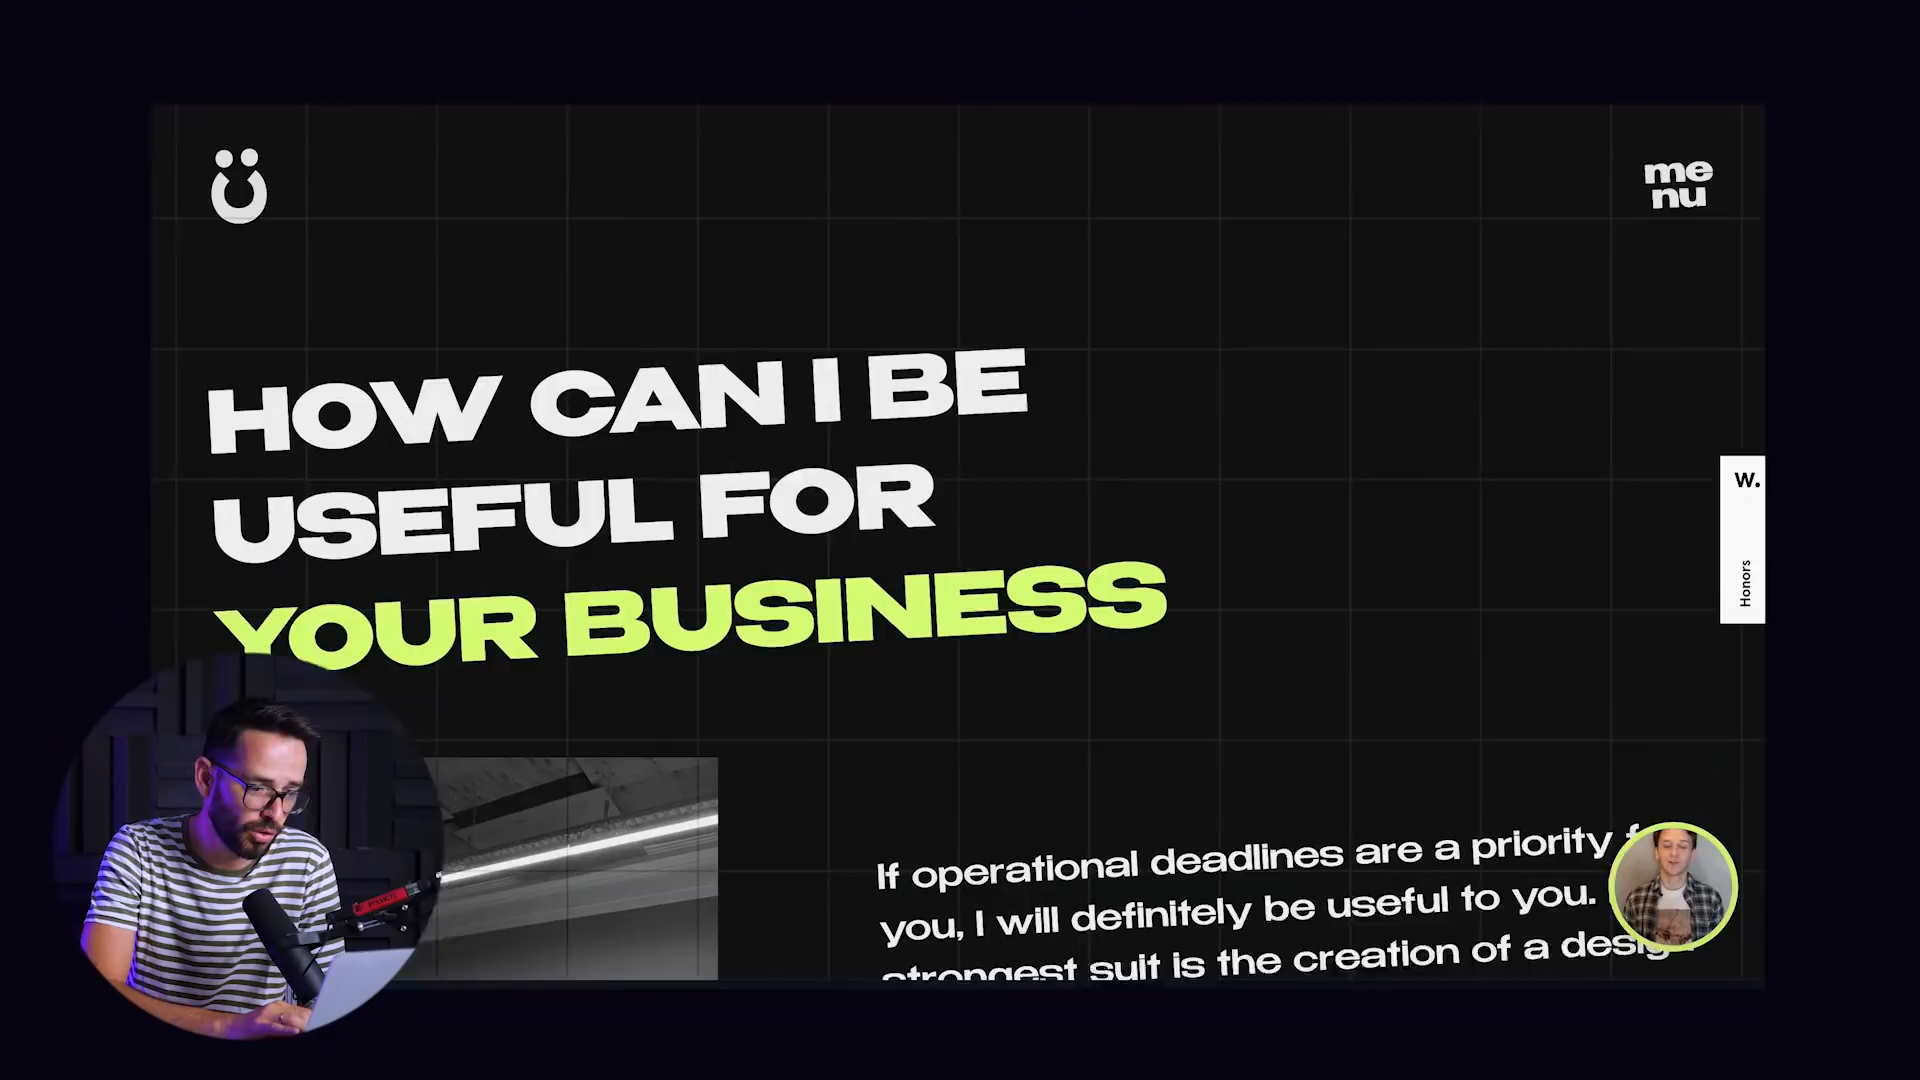 me
nu
HOW CAN I BE
USEFUL FOR
YOUR BUSINESS
W.
Honors
If operational deadlines are a priority
you, I will definitely be useful to you.
strongest suit is the creation of a